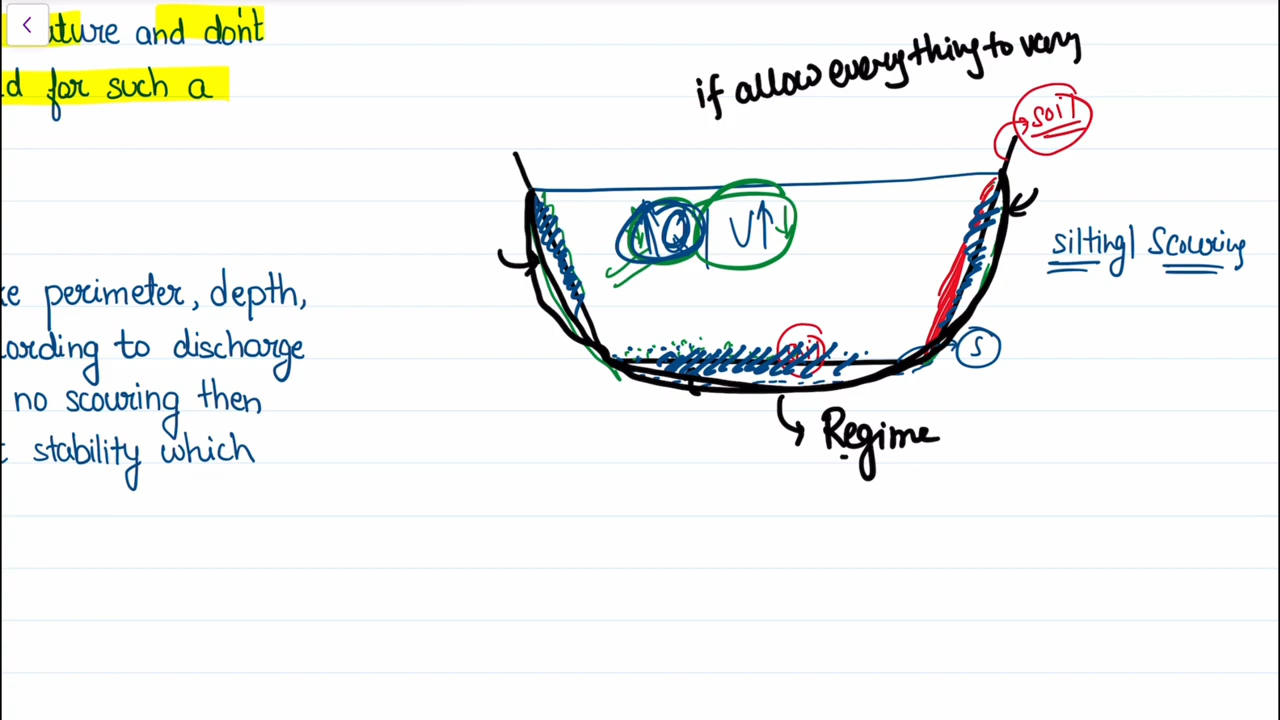 ature and don't
d for such a
if allow everything to vary
soil
Q V
silting| Scouring
e perimeter, depth,
ording to discharge
S
no scouring then
Regime
stability which